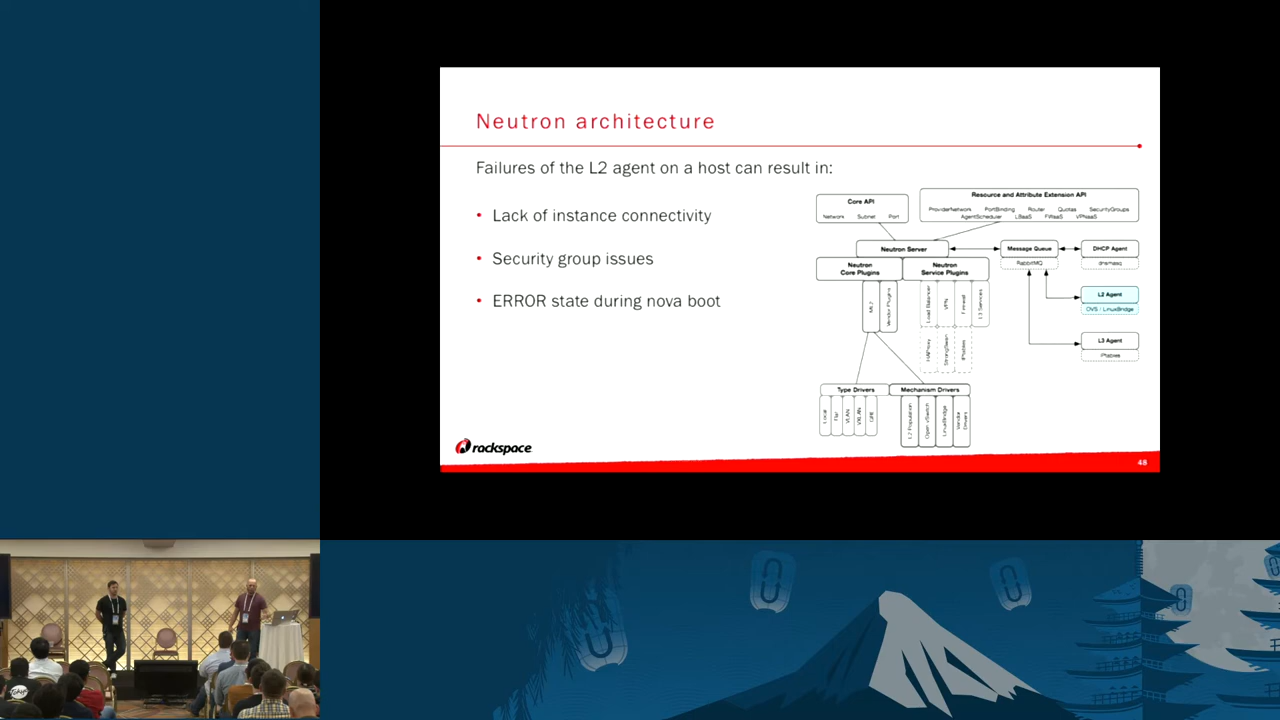 Neutron architecture
Failures of the L2 agent on a host can result in:
• Lack of instance connectivity
• Security group issues
• ERROR state during nova boot
Core API
Network Subnet Port
Resource and Attribute Extension API
ProviderNetwork PortBinding Router Quotas SecurityGroups
AgentScheduler LBaaS FWaaS VPNaaS
Neutron Server
Message Queue
RabbitMQ
DHCP Agent
dnsmasq
Neutron
Core Plugins
Neutron
Service Plugins
ML2
Vendor Plugins
Load Balancer
VPN
Firewall
L3 Services
HAProxy
StrongSwan
iPtables
L2 Agent
OVS / LinuxBridge
L3 Agent
iPtables
Type Drivers
Mechanism Drivers
Local
Flat
VLAN
VXLAN
GRE
L2 Population
Open vSwitch
LinuxBridge
Vendor
Drivers
rackspace
48